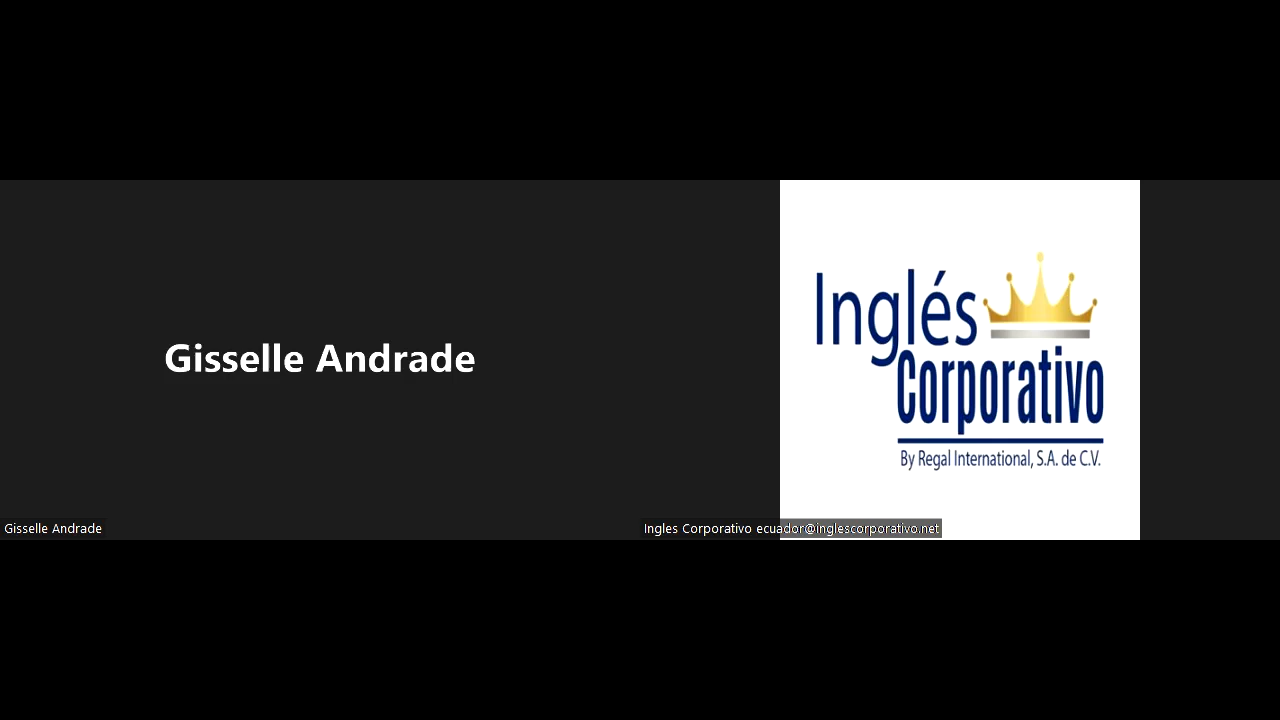 Gisselle Andrade
Inglés
Corporativo
By Regal International, S.A. de C.V.
Gisselle Andrade
Ingles Corporativo ecuador@inglescorporativo.net